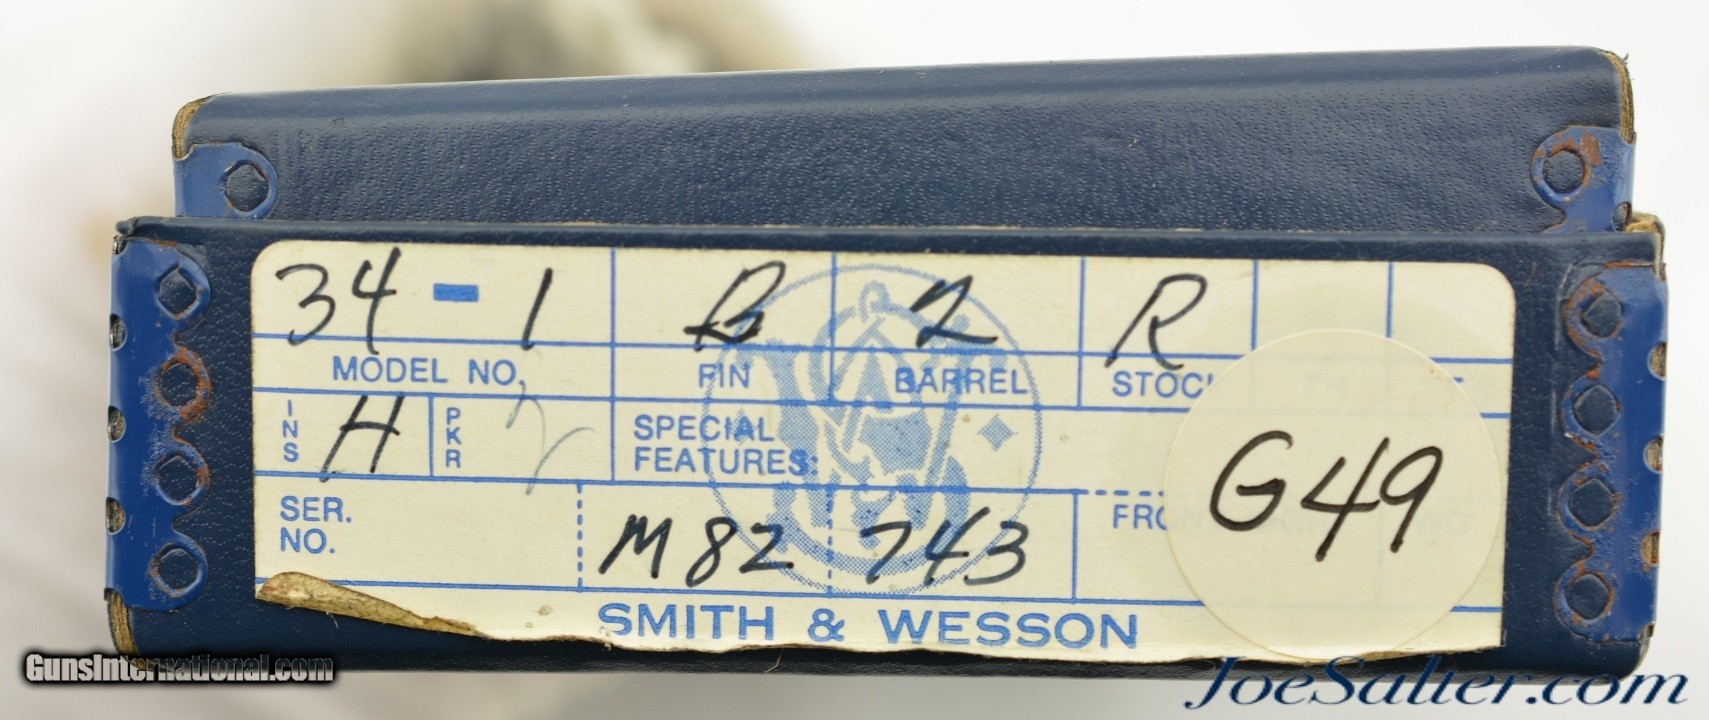 34 - 1 B 2 R
MODEL NO. FIN BARREL STOC
INS H PKR SPECIAL FEATURES:
SER. NO. M82 743 FRO
G49
SMITH & WESSON
GunsInternational.com
JoeSalter.com